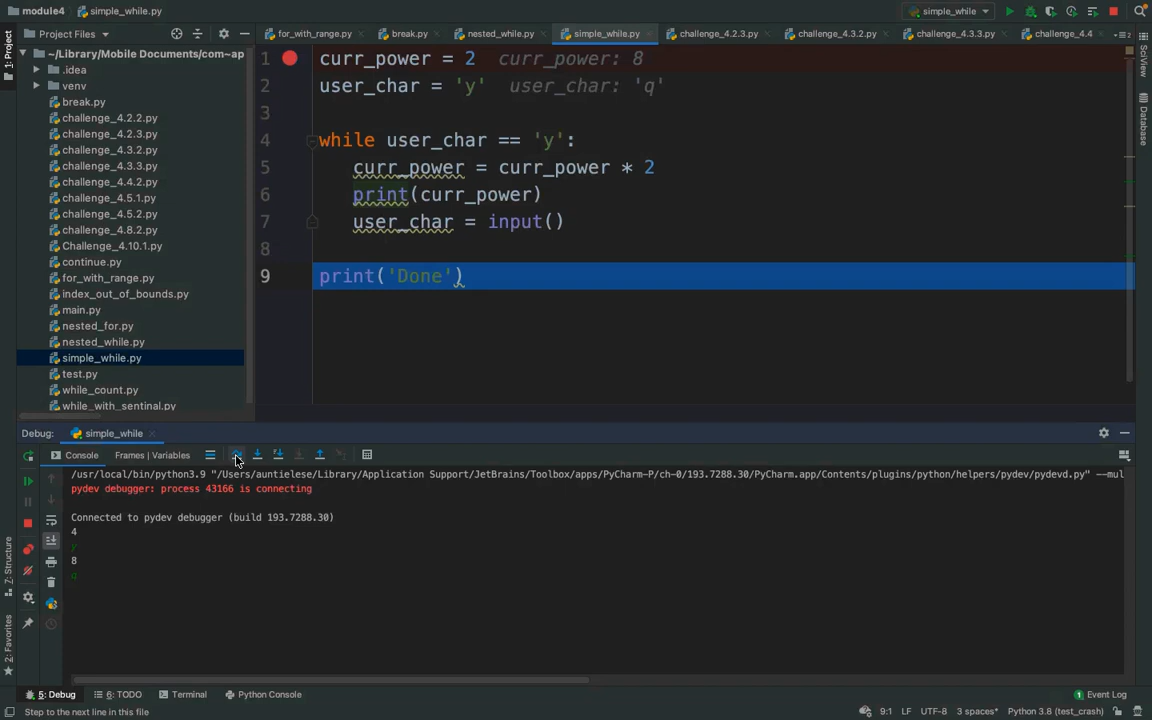 module4 simple_while.py simple_while
Project Files for_with_range.py break.py nested_while.py simple_while.py challenge_4.2.3.py challenge_4.3.2.py challenge_4.3.3.py challenge_4.4
~/Library/Mobile Documents/com~ap
.idea
venv
break.py
challenge_4.2.2.py
challenge_4.2.3.py
challenge_4.3.2.py
challenge_4.3.3.py
challenge_4.4.2.py
challenge_4.5.1.py
challenge_4.5.2.py
challenge_4.8.2.py
Challenge_4.10.1.py
continue.py
for_with_range.py
index_out_of_bounds.py
main.py
nested_for.py
nested_while.py
simple_while.py
test.py
while_count.py
while_with_sentinal.py
1 curr_power = 2 curr_power: 8
2 user_char = 'y' user_char: 'q'
3
4 while user_char == 'y':
5 curr_power = curr_power * 2
6 print(curr_power)
7 user_char = input()
8
9 print('Done')
1: Project
SciView
Database
Z: Structure
2: Favorites
Debug: simple_while
Console Frames | Variables
/usr/local/bin/python3.9 "/Users/auntielese/Library/Application Support/JetBrains/Toolbox/apps/PyCharm-P/ch-0/193.7288.30/PyCharm.app/Contents/plugins/python/helpers/pydev/pydevd.py" --mul
pydev debugger: process 43166 is connecting
Connected to pydev debugger (build 193.7288.30)
4
y
8
q
5: Debug 6: TODO Terminal Python Console 1 Event Log
Step to the next line in this file 9:1 LF UTF-8 3 spaces* Python 3.8 (test_crash)